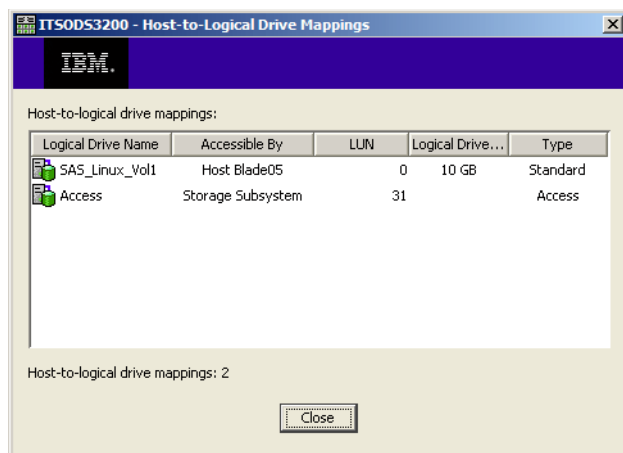 ITSODS3200 - Host-to-Logical Drive Mappings
IBM.
Host-to-logical drive mappings:
Logical Drive Name Accessible By LUN Logical Drive... Type
SAS_Linux_Vol1 Host Blade05 0 10 GB Standard
Access Storage Subsystem 31 Access
Host-to-logical drive mappings: 2
Close